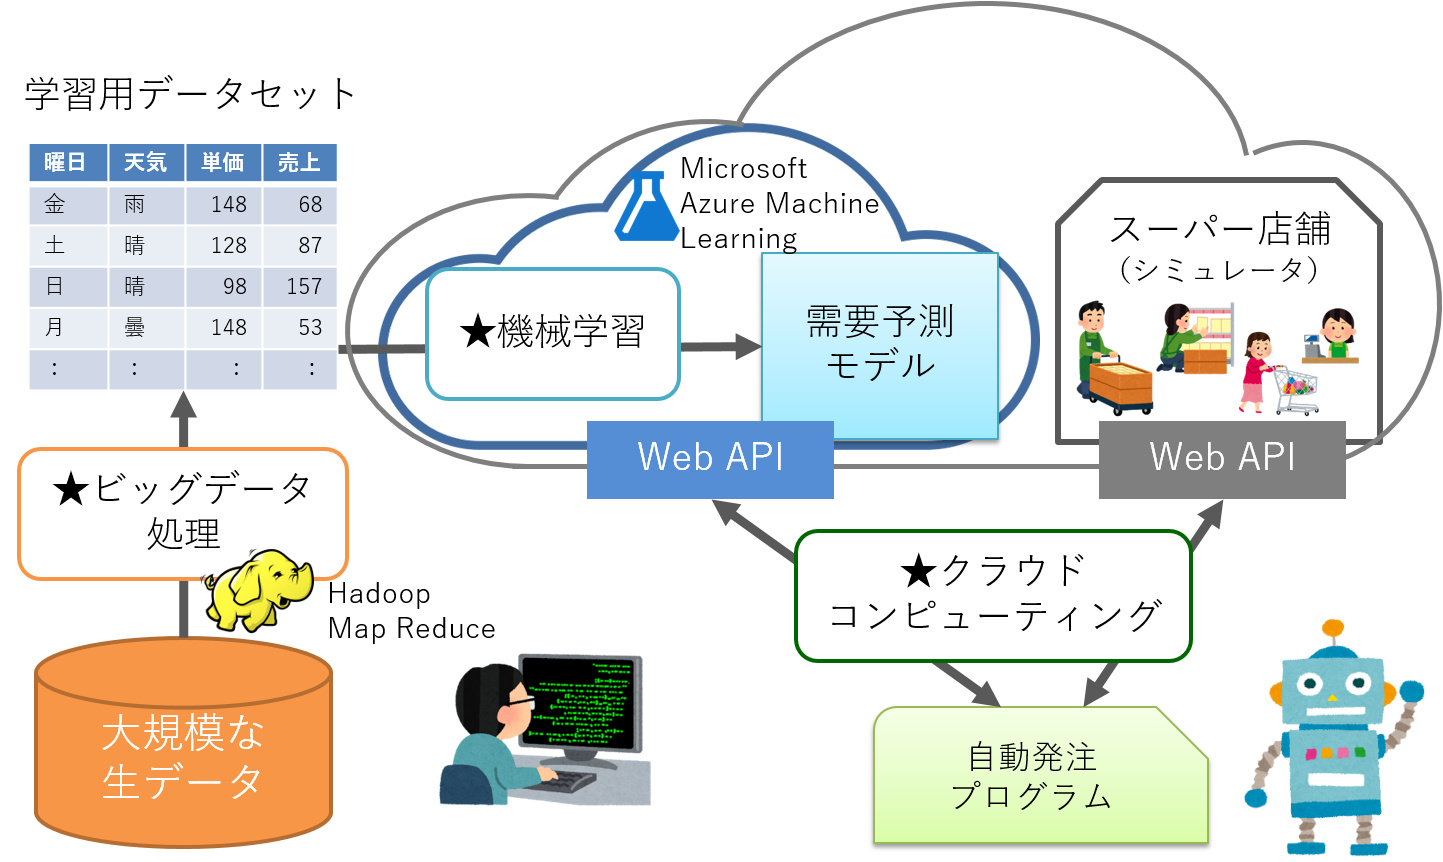 学習用データセット
曜日 天気 単価 売上
金 雨 148 68
土 晴 128 87
日 晴 98 157
月 曇 148 53
： ： ： ：
Microsoft
Azure Machine
Learning
★機械学習
需要予測
モデル
Web API
スーパー店舗
（シミュレータ）
Web API
★ビッグデータ
処理
Hadoop
Map Reduce
大規模な
生データ
★クラウド
コンピューティング
自動発注
プログラム